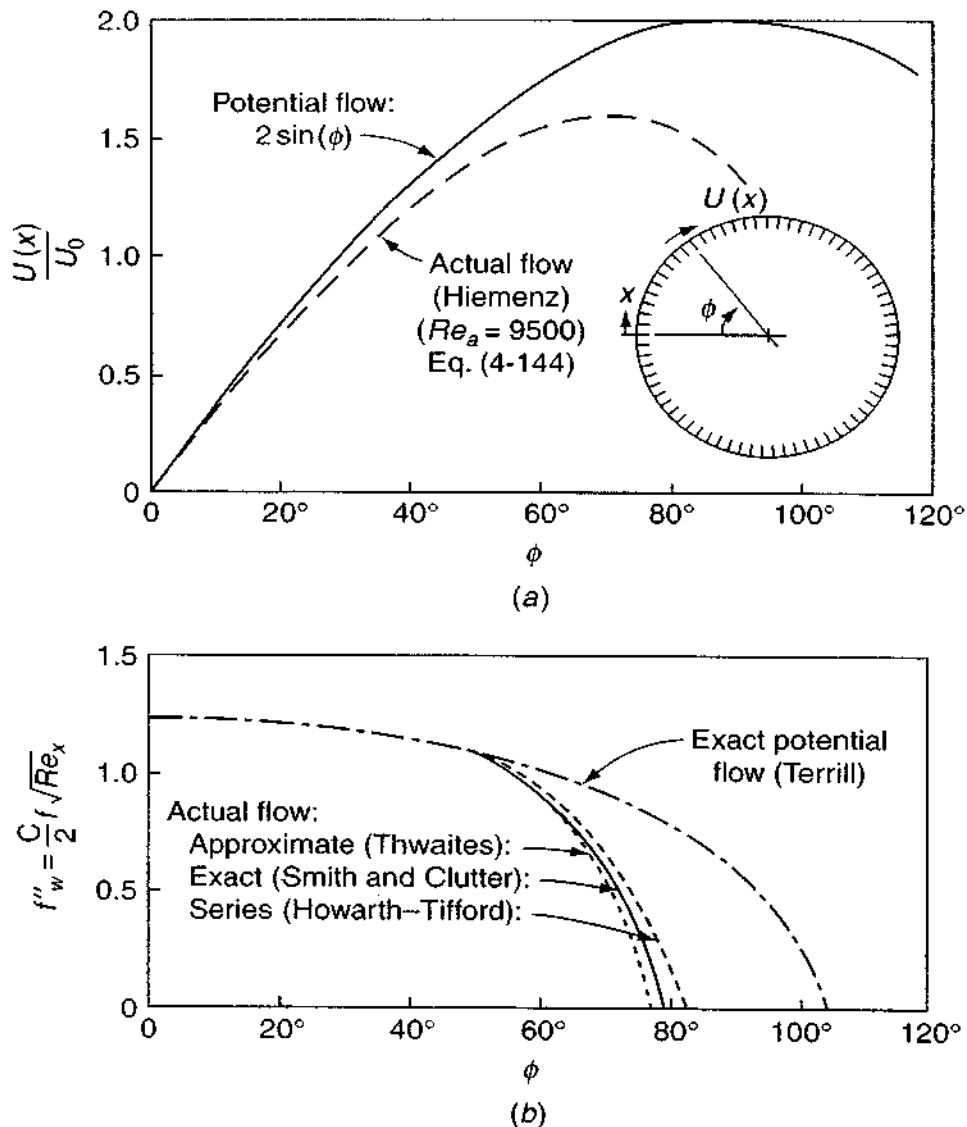 2.0
1.5
1.0
0.5
0
U(x)
U₀
Potential flow:
2 sin(ϕ)
Actual flow
(Hiemenz)
(Re_a = 9500)
Eq. (4-144)
U(x)
x
ϕ
0 20° 40° 60° 80° 100° 120°
ϕ
(a)
1.5
1.0
0.5
0
f''_w = C/2 f √Re_x
Exact potential
flow (Terrill)
Actual flow:
Approximate (Thwaites):
Exact (Smith and Clutter):
Series (Howarth–Tifford):
0 20° 40° 60° 80° 100° 120°
ϕ
(b)